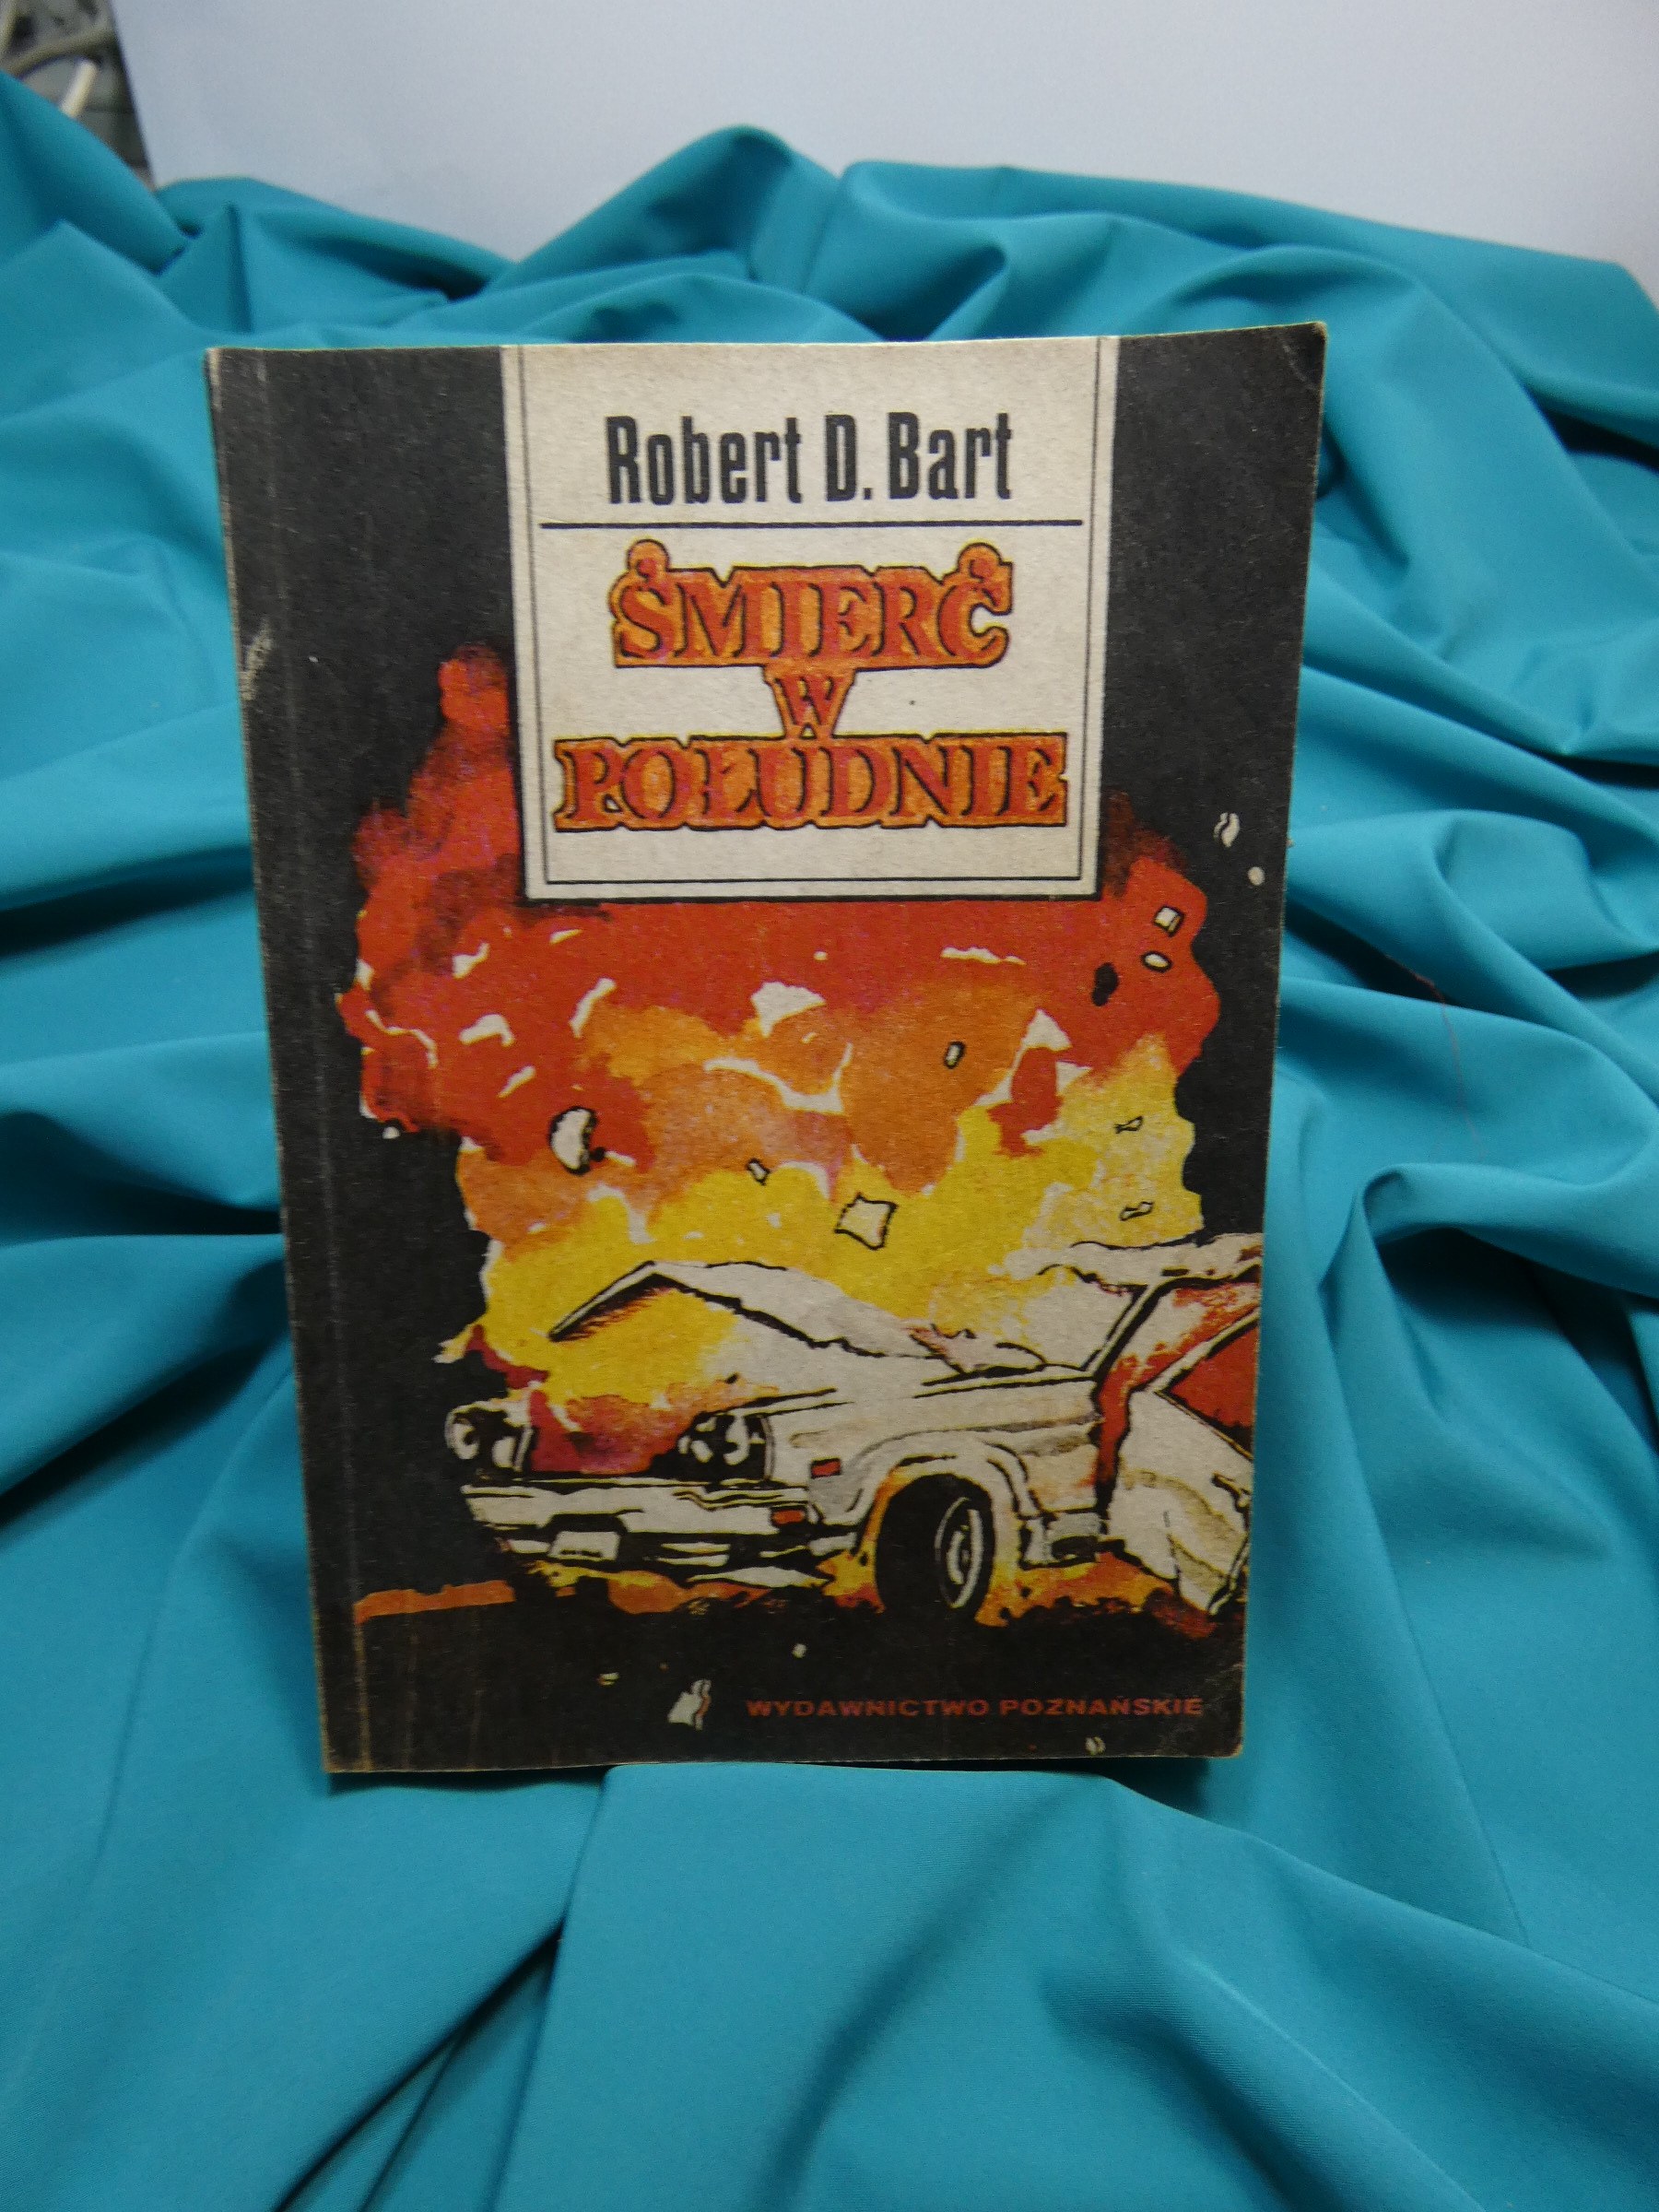 Robert D. Bart
ŚMIERĆ
W
POŁUDNIE
WYDAWNICTWO POZNAŃSKIE